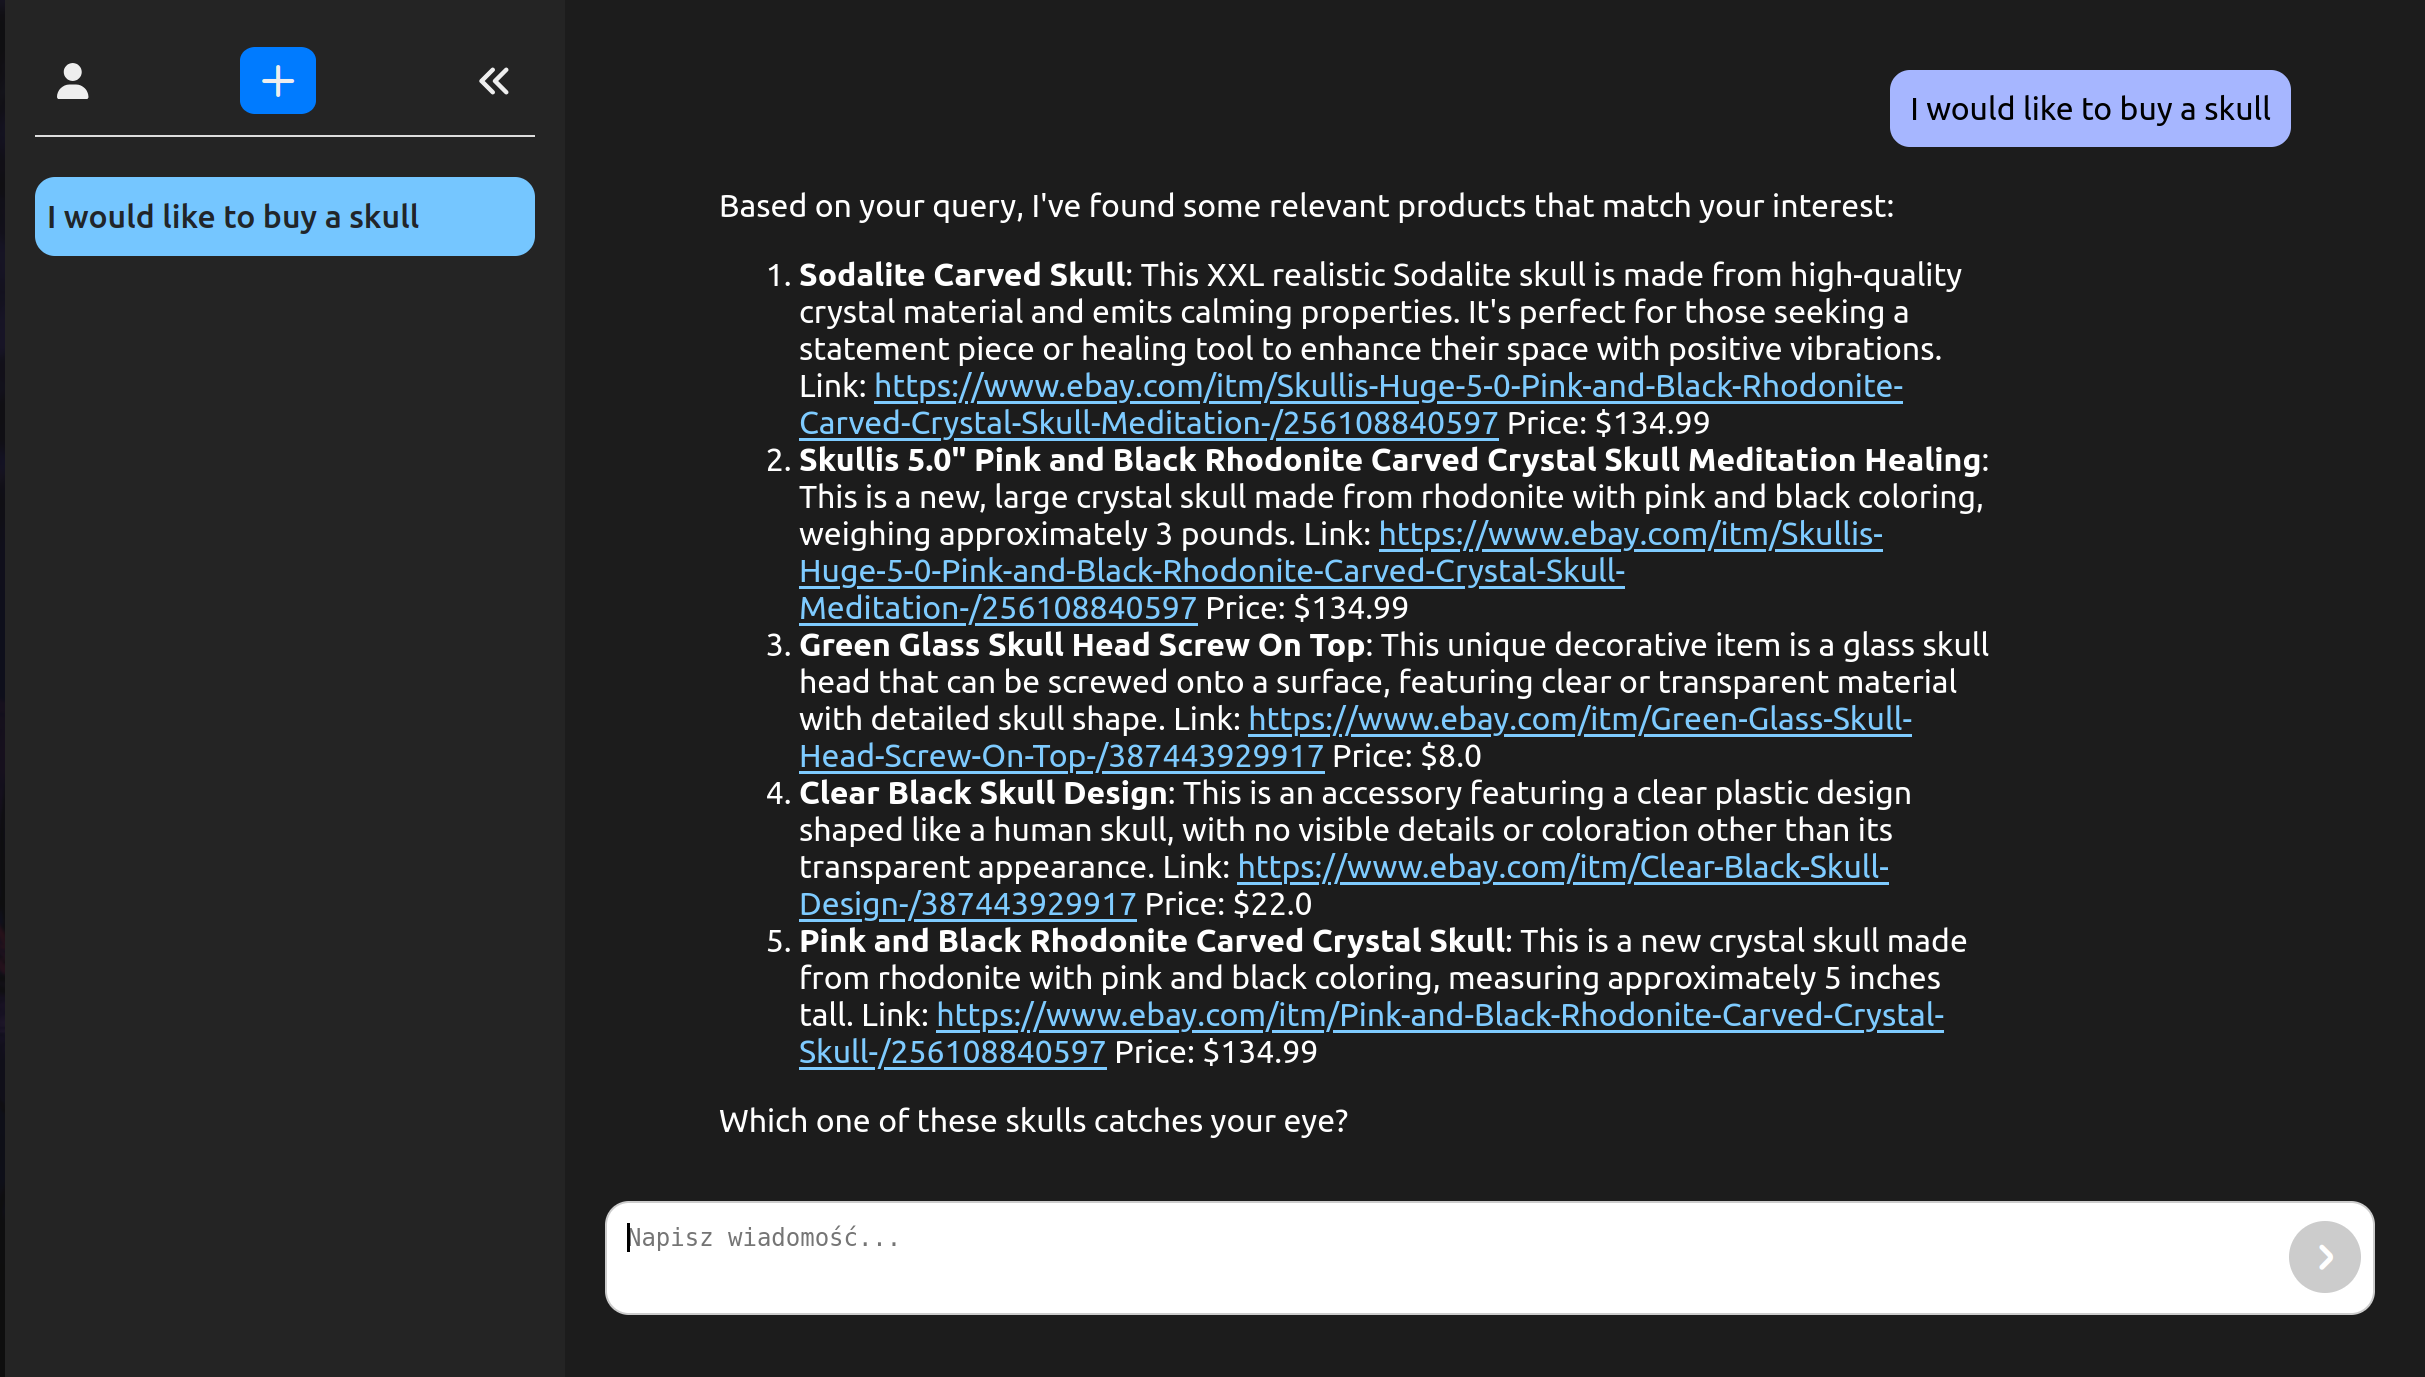 I would like to buy a skull
I would like to buy a skull
Based on your query, I've found some relevant products that match your interest:
1. Sodalite Carved Skull: This XXL realistic Sodalite skull is made from high-quality
crystal material and emits calming properties. It's perfect for those seeking a
statement piece or healing tool to enhance their space with positive vibrations.
Link: https://www.ebay.com/itm/Skullis-Huge-5-0-Pink-and-Black-Rhodonite-
Carved-Crystal-Skull-Meditation-/256108840597 Price: $134.99
2. Skullis 5.0" Pink and Black Rhodonite Carved Crystal Skull Meditation Healing:
This is a new, large crystal skull made from rhodonite with pink and black coloring,
weighing approximately 3 pounds. Link: https://www.ebay.com/itm/Skullis-
Huge-5-0-Pink-and-Black-Rhodonite-Carved-Crystal-Skull-
Meditation-/256108840597 Price: $134.99
3. Green Glass Skull Head Screw On Top: This unique decorative item is a glass skull
head that can be screwed onto a surface, featuring clear or transparent material
with detailed skull shape. Link: https://www.ebay.com/itm/Green-Glass-Skull-
Head-Screw-On-Top-/387443929917 Price: $8.0
4. Clear Black Skull Design: This is an accessory featuring a clear plastic design
shaped like a human skull, with no visible details or coloration other than its
transparent appearance. Link: https://www.ebay.com/itm/Clear-Black-Skull-
Design-/387443929917 Price: $22.0
5. Pink and Black Rhodonite Carved Crystal Skull: This is a new crystal skull made
from rhodonite with pink and black coloring, measuring approximately 5 inches
tall. Link: https://www.ebay.com/itm/Pink-and-Black-Rhodonite-Carved-Crystal-
Skull-/256108840597 Price: $134.99
Which one of these skulls catches your eye?
Napisz wiadomość...